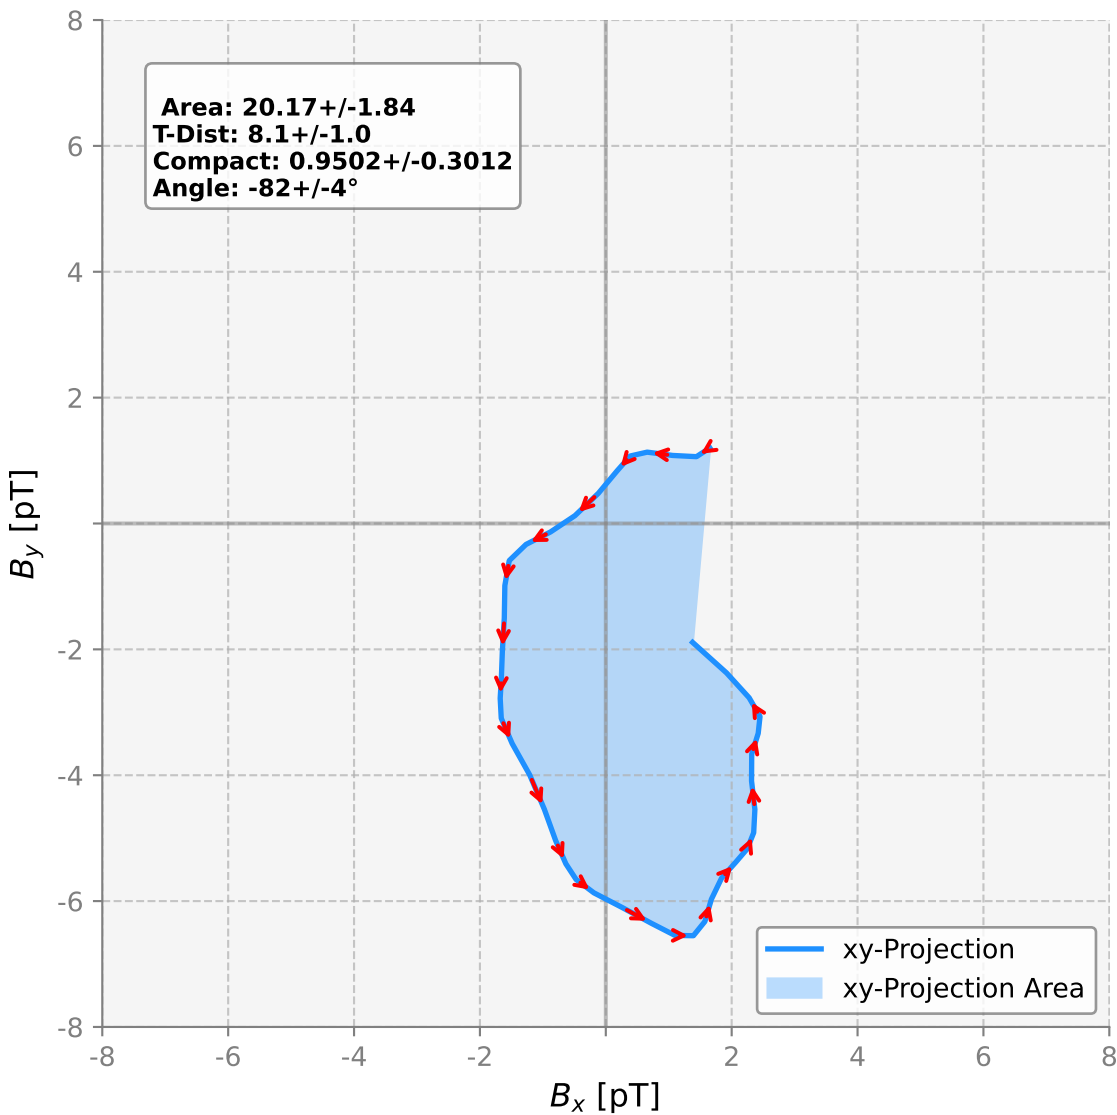 8
6
4
2
-2
-4
-6
-8
-8
-6
-4
-2
2
4
6
8
B_y [pT]
B_x [pT]
Area: 20.17+/-1.84
T-Dist: 8.1+/-1.0
Compact: 0.9502+/-0.3012
Angle: -82+/-4°
xy-Projection
xy-Projection Area